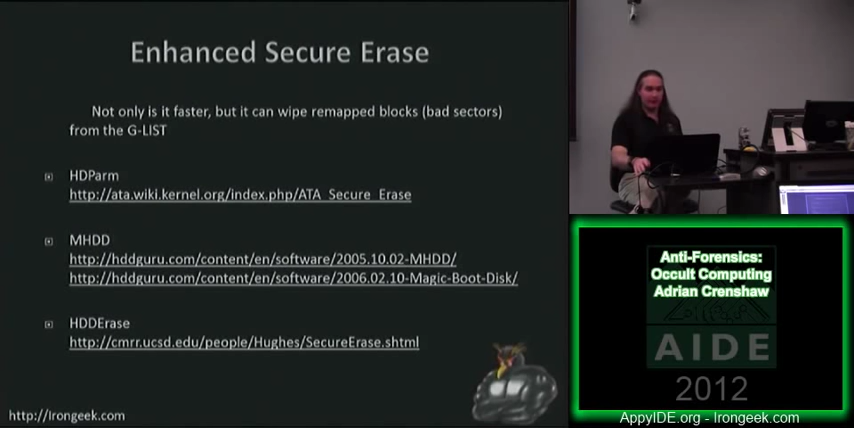 Enhanced Secure Erase
Not only is it faster, but it can wipe remapped blocks (bad sectors)
from the G-LIST
HDParm
http://ata.wiki.kernel.org/index.php/ATA_Secure_Erase
MHDD
http://hddguru.com/content/en/software/2005.10.02-MHDD/
http://hddguru.com/content/en/software/2006.02.10-Magic-Boot-Disk/
HDDErase
http://cmrr.ucsd.edu/people/Hughes/SecureErase.shtml
http://Irongeek.com
Anti-Forensics:
Occult Computing
Adrian Crenshaw
AIDE
2012
AppyIDE.org - Irongeek.com